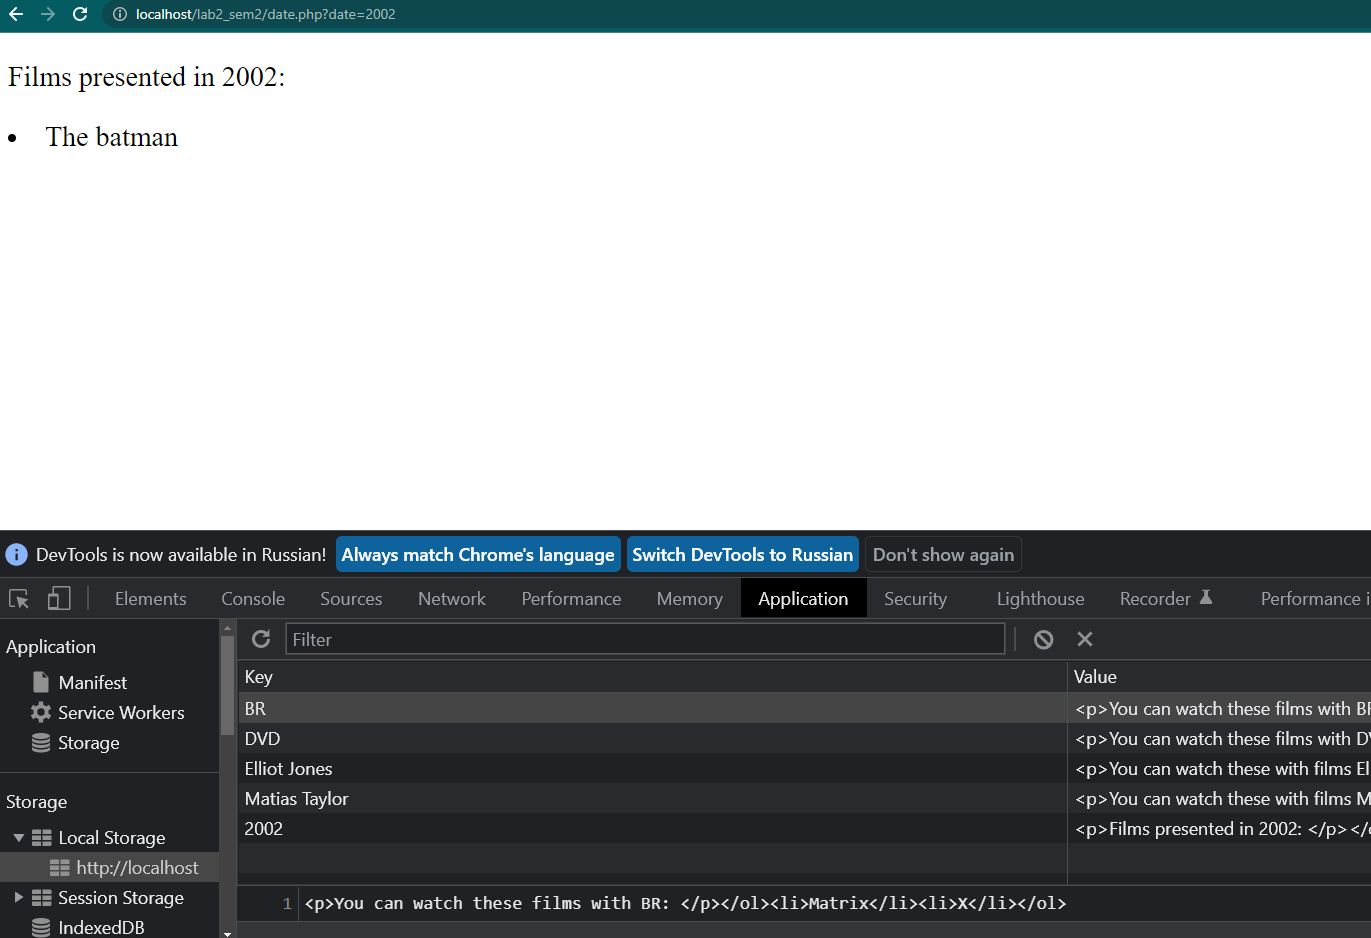 localhost/lab2_sem2/date.php?date=2002
Films presented in 2002:
• The batman
DevTools is now available in Russian! Always match Chrome's language Switch DevTools to Russian Don't show again
Elements Console Sources Network Performance Memory Application Security Lighthouse Recorder Performance i
Application
Filter
Manifest
Service Workers
Storage
Storage
Local Storage
http://localhost
Session Storage
IndexedDB
Key Value
BR <p>You can watch these films with BR
DVD <p>You can watch these films with DV
Elliot Jones <p>You can watch these with films El
Matias Taylor <p>You can watch these with films M
2002 <p>Films presented in 2002: </p></
1 <p>You can watch these films with BR: </p></ol><li>Matrix</li><li>X</li></ol>